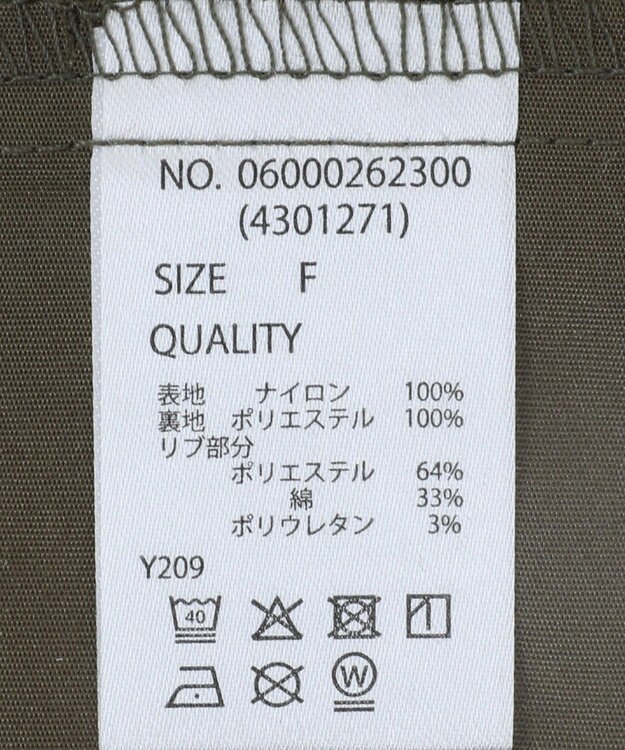 NO. 06000262300
(4301271)
SIZE F
QUALITY
表地 ナイロン 100%
裏地 ポリエステル 100%
リブ部分
ポリエステル 64%
綿 33%
ポリウレタン 3%
Y209
40
W